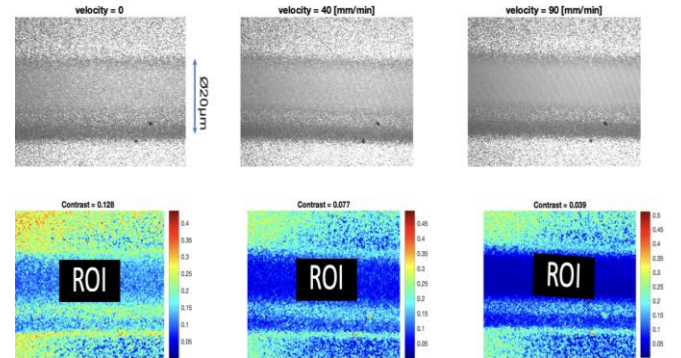 velocity = 0
velocity = 40 [mm/min]
velocity = 90 [mm/min]
Ø20µm
Contrast = 0.128
Contrast = 0.077
Contrast = 0.039
0.4
0.35
0.3
0.25
0.2
0.15
0.1
0.05
0.45
0.4
0.35
0.3
0.25
0.2
0.15
0.1
0.05
0.5
0.45
0.4
0.35
0.3
0.25
0.2
0.15
0.1
0.05
ROI
ROI
ROI